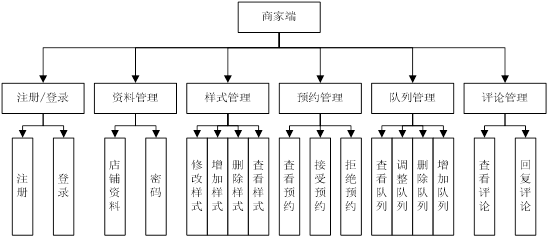 商家端
注册/登录
资料管理
样式管理
预约管理
队列管理
评论管理
注册
登录
店铺资料
密码
修改样式
增加样式
删除样式
查看样式
查看预约
接受预约
拒绝预约
查看队列
调整队列
删除队列
增加队列
查看评论
回复评论